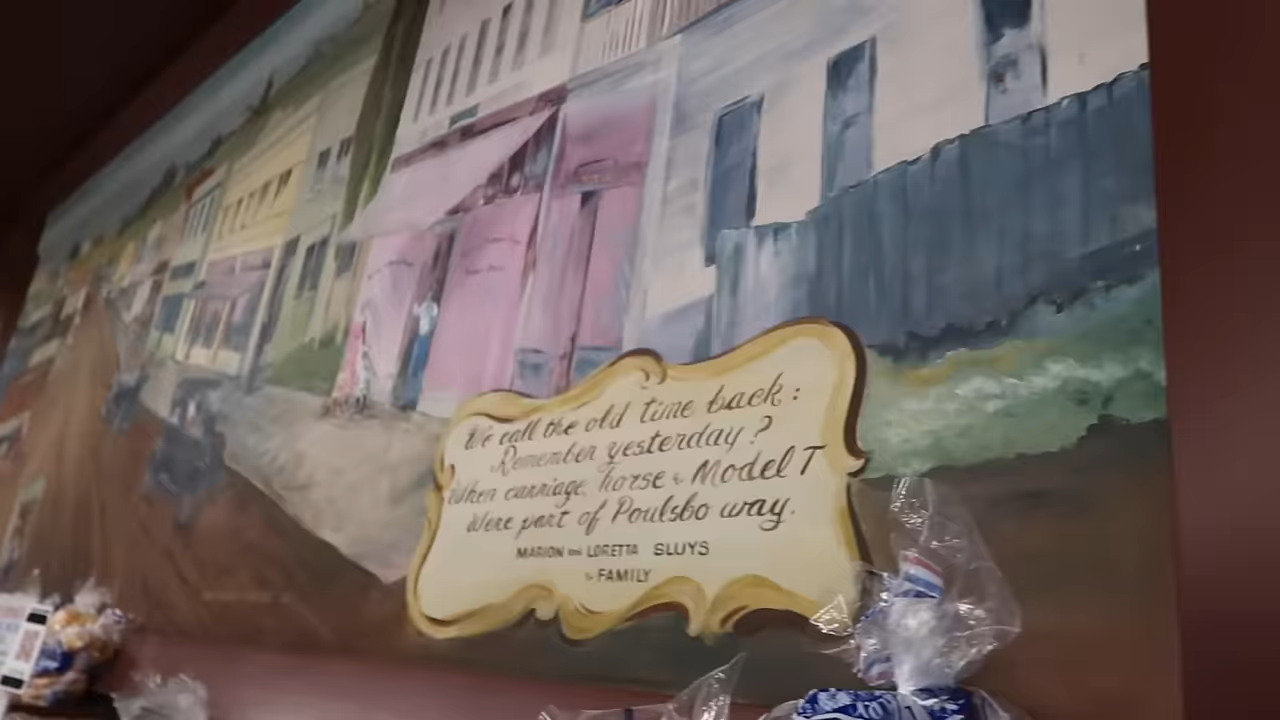 We call the old time back:
Remember yesterday?
When carriage, horse & Model T
Were part of Poulsbo way.
MARION and LORETTA SLUYS
& FAMILY